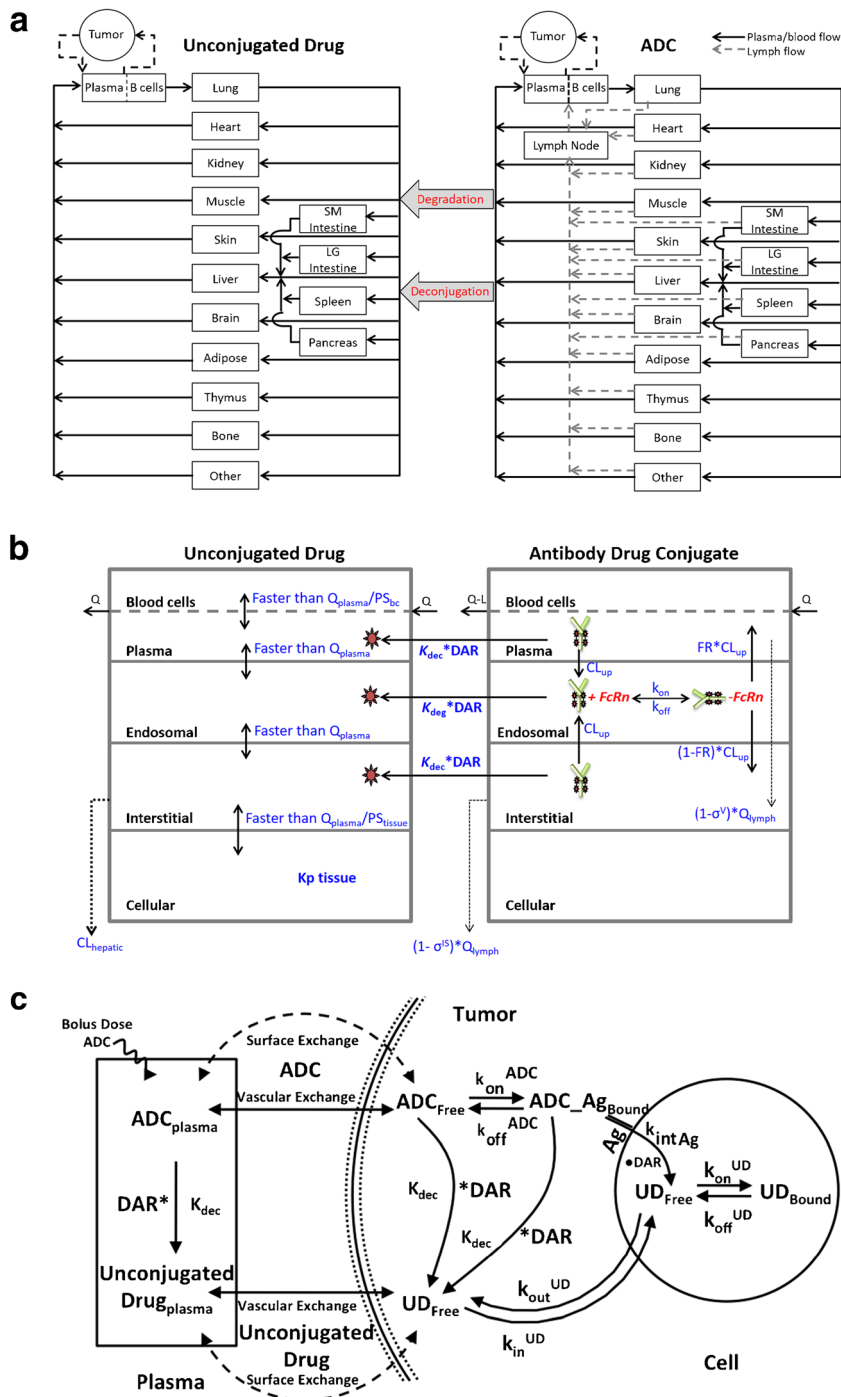 a
Unconjugated Drug
Tumor
Plasma
B cells
Lung
Heart
Kidney
Muscle
SM
Intestine
Skin
LG
Intestine
Liver
Spleen
Brain
Pancreas
Adipose
Thymus
Bone
Other
Degradation
Deconjugation
ADC
Plasma/blood flow
Lymph flow
Tumor
Plasma
B cells
Lung
Heart
Lymph Node
Kidney
Muscle
SM
Intestine
Skin
LG
Intestine
Liver
Spleen
Brain
Pancreas
Adipose
Thymus
Bone
Other
b
Unconjugated Drug
Antibody Drug Conjugate
Q
Blood cells
Faster than Qplasma/PSbc
Q
Plasma
Faster than Qplasma
Kdec*DAR
Endosomal
Faster than Qplasma
Kdeg*DAR
Kdec*DAR
Interstitial
Faster than Qplasma/PStissue
Kp tissue
Cellular
CLhepatic
Q-L
Blood cells
Q
Plasma
CLup
FR*CLup
+ FcRn
kon
koff
-FcRn
Endosomal
CLup
(1-FR)*CLup
Interstitial
(1-σV)*Qlymph
Cellular
(1- σIS)*Qlymph
c
Bolus Dose
ADC
Surface Exchange
ADC
Vascular Exchange
Tumor
ADCplasma
ADCFree
konADC
koffADC
ADC_AgBound
Ag
kintAg
•DAR
DAR*
Kdec
Kdec
*DAR
Kdec
*DAR
UDFree
konUD
koffUD
UDBound
Unconjugated
Drugplasma
Vascular Exchange
Unconjugated
Drug
Surface Exchange
UDFree
koutUD
kinUD
Plasma
Cell